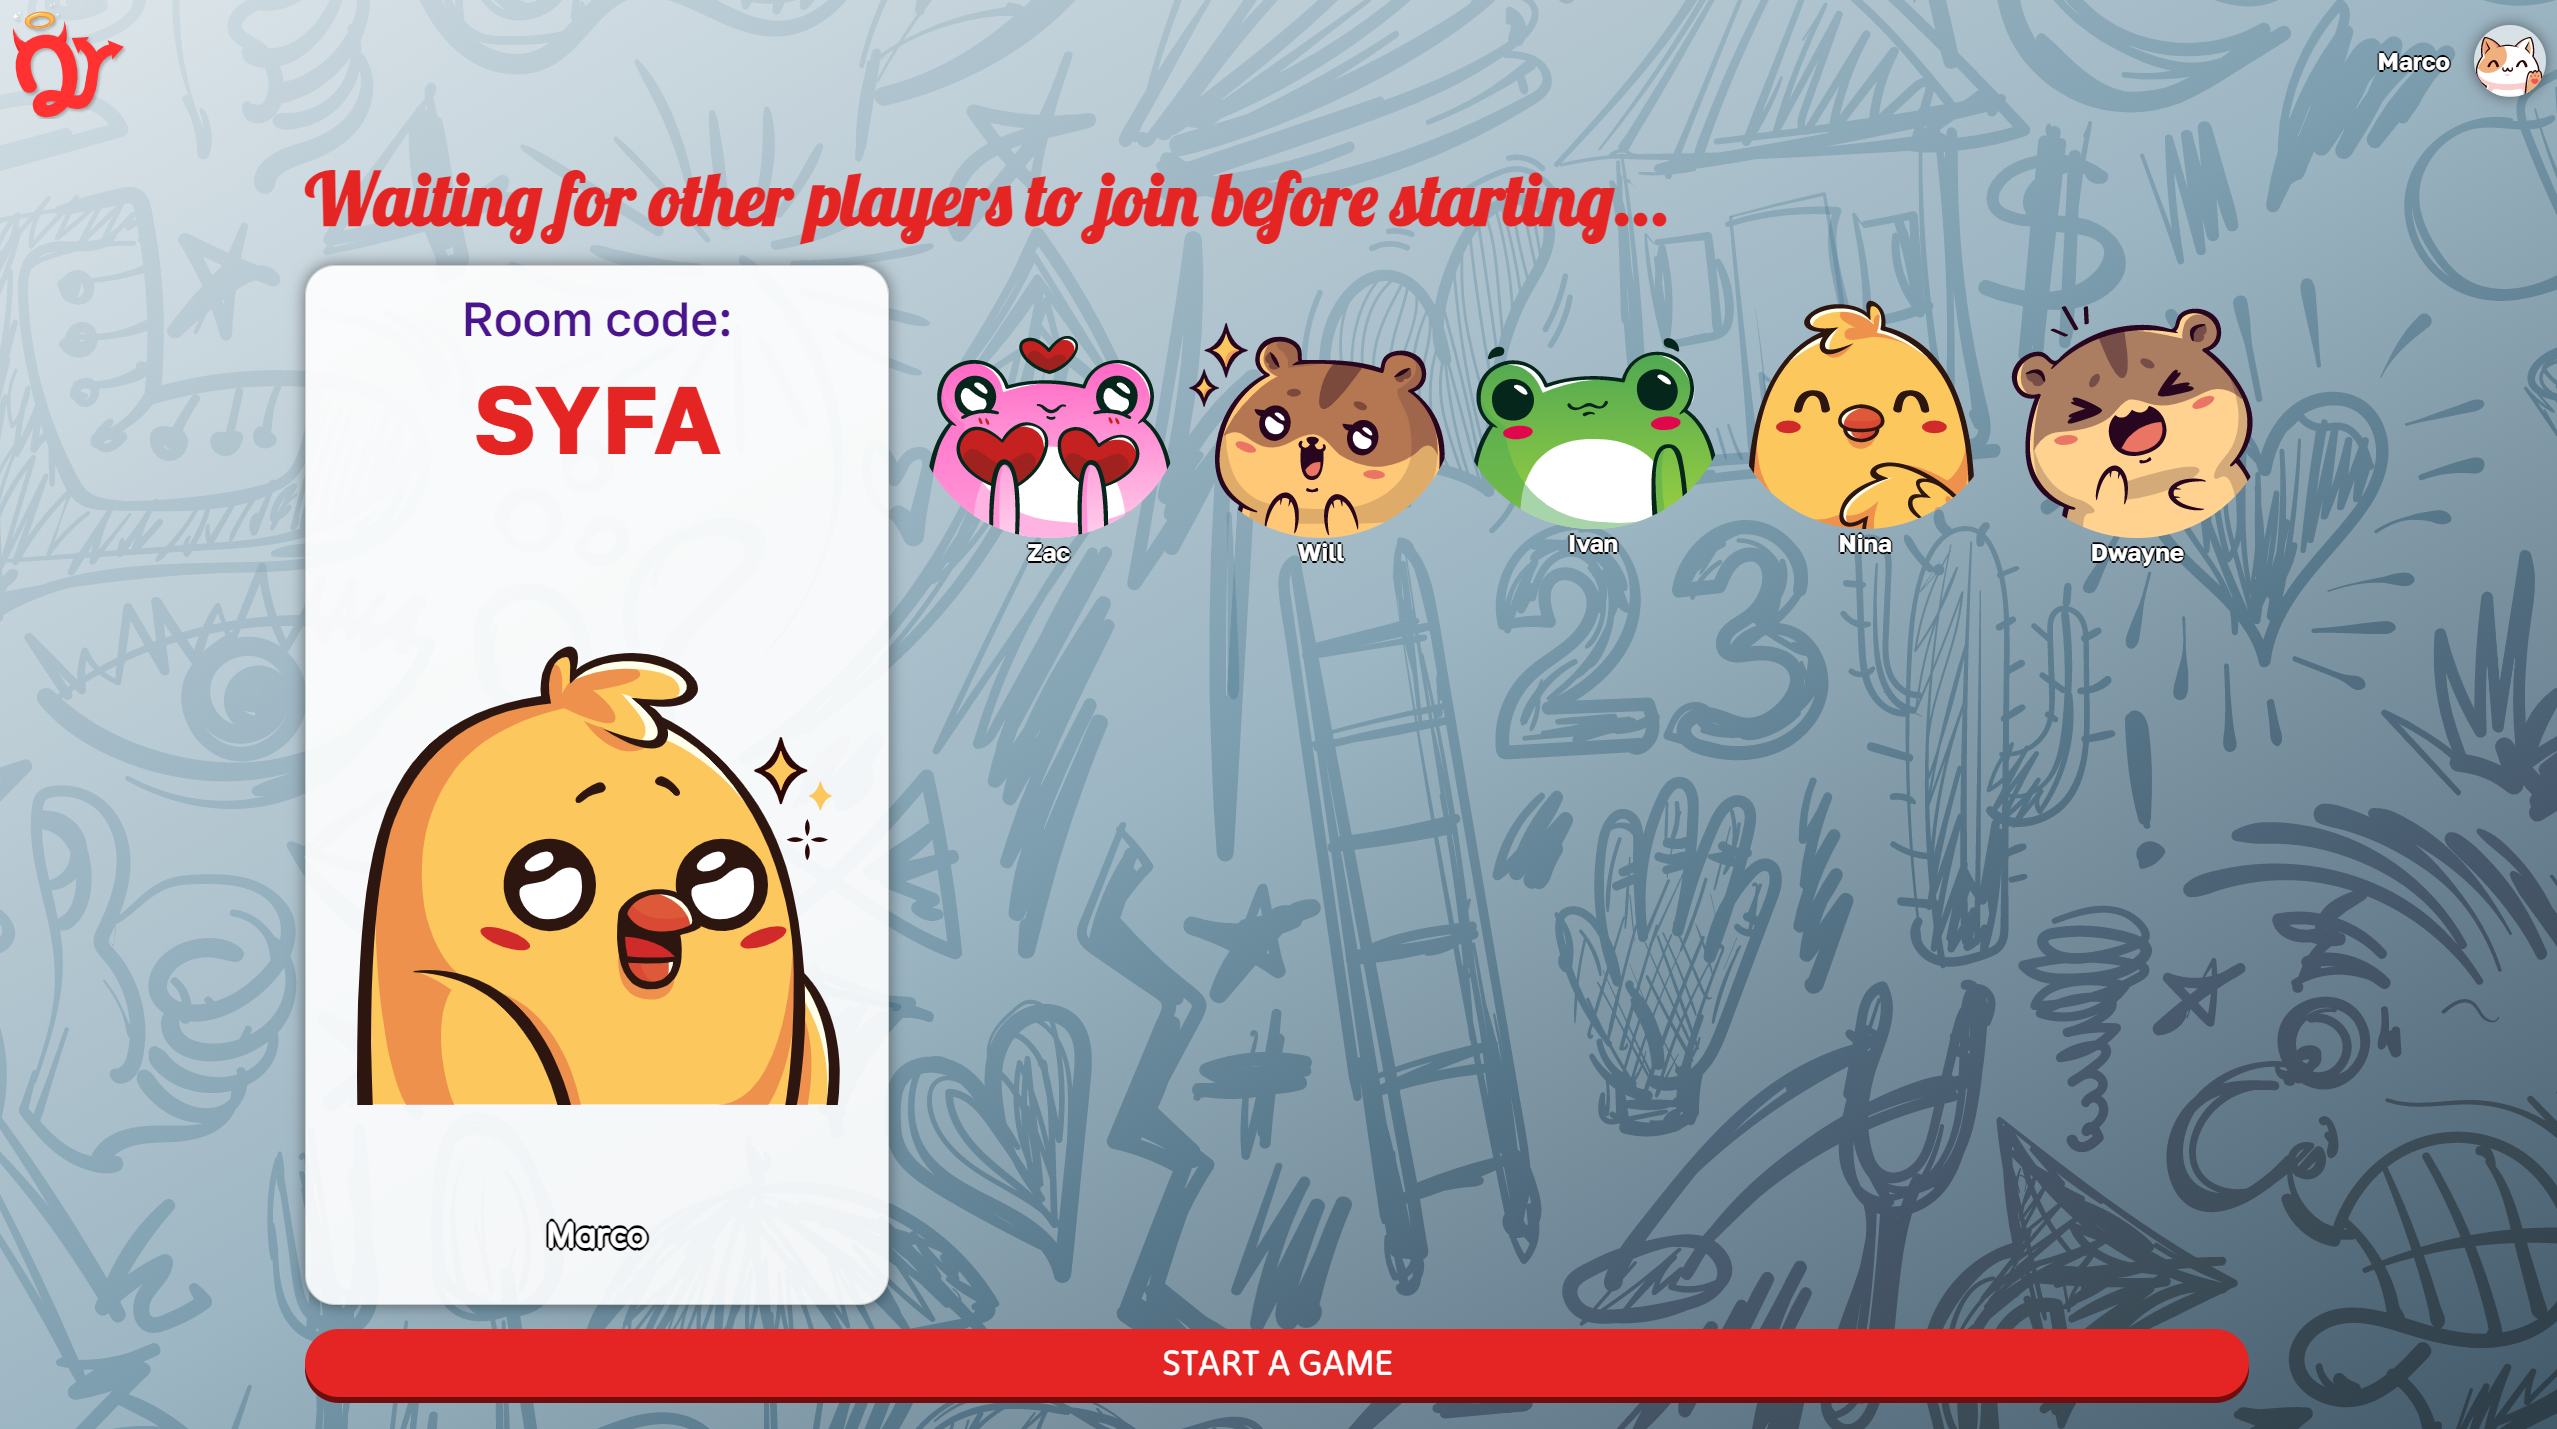 Marco
Waiting for other players to join before starting...
Room code:
SYFA
Zac
Will
Ivan
Nina
Dwayne
23
Marco
START A GAME